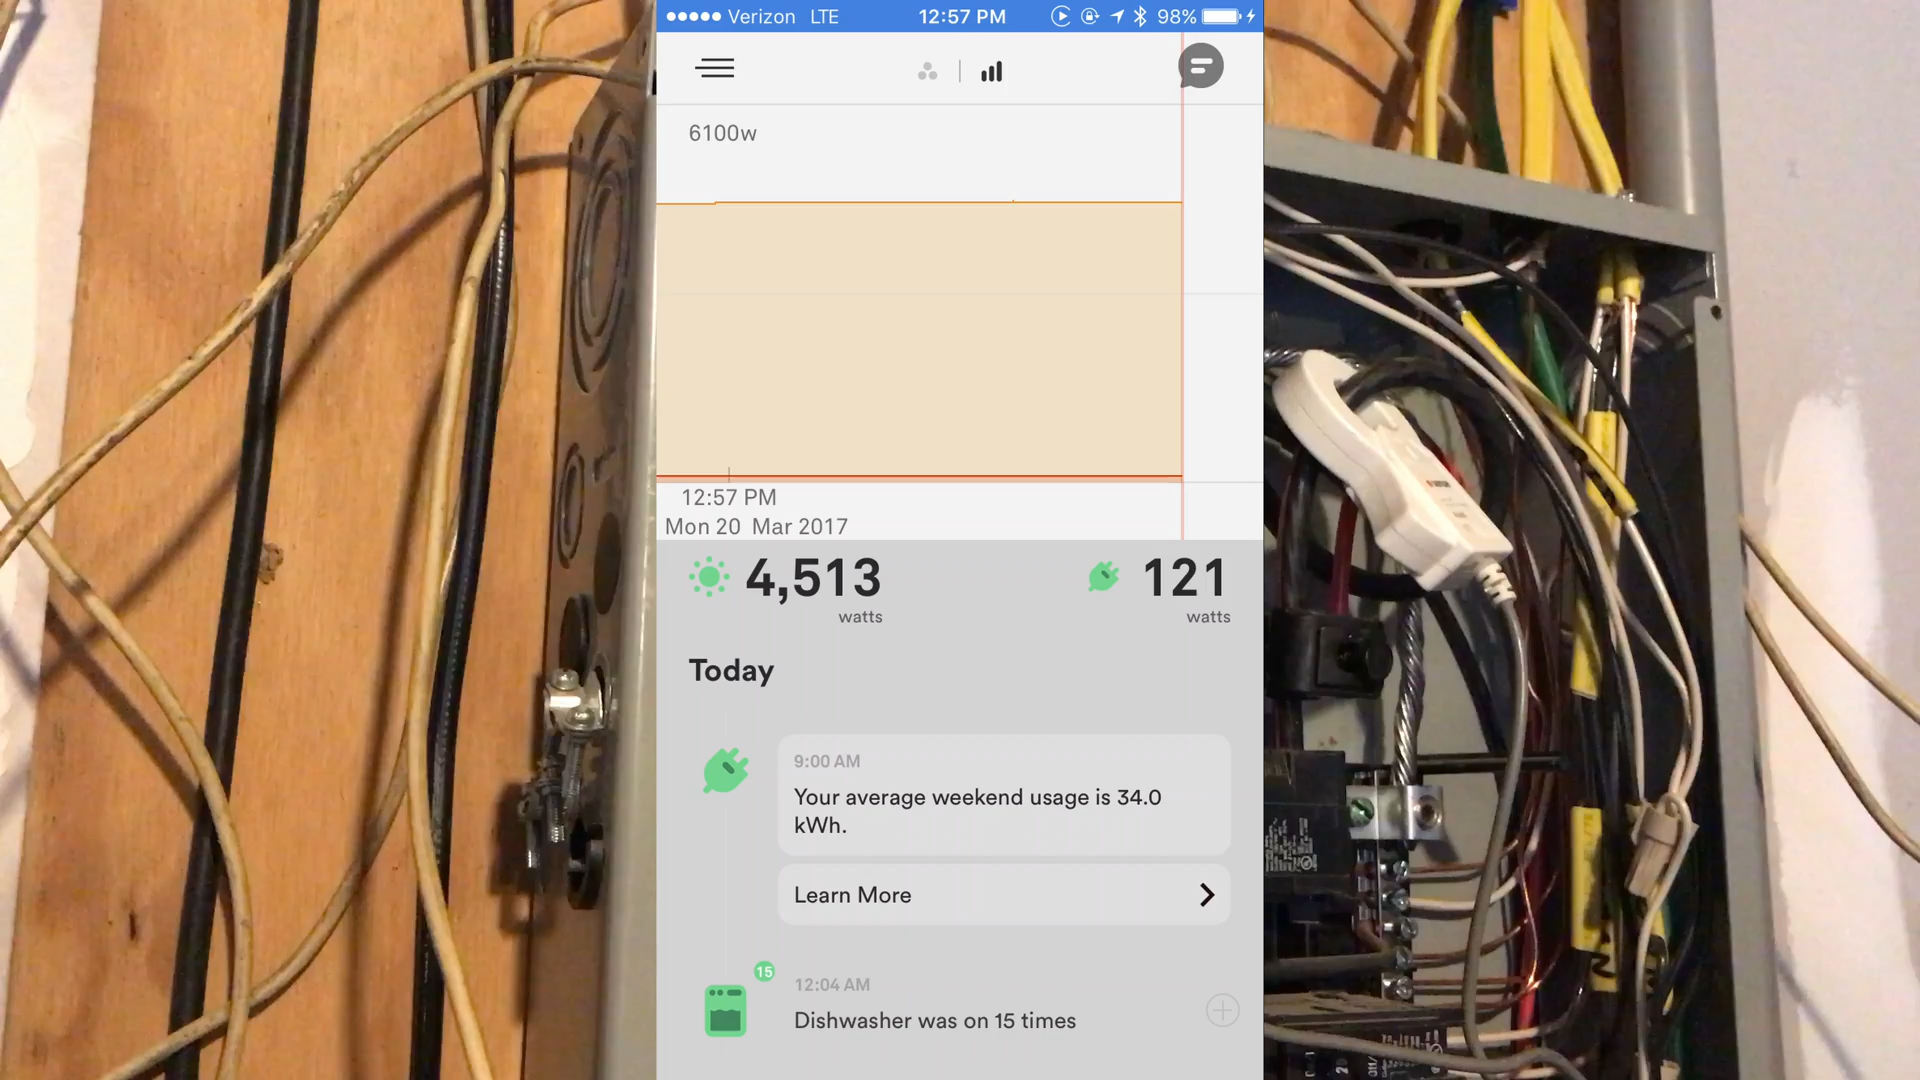 Verizon LTE 12:57 PM 98%
6100w
12:57 PM
Mon 20 Mar 2017
4,513 121
watts watts
Today
9:00 AM
Your average weekend usage is 34.0
kWh.
Learn More
15
12:04 AM
Dishwasher was on 15 times